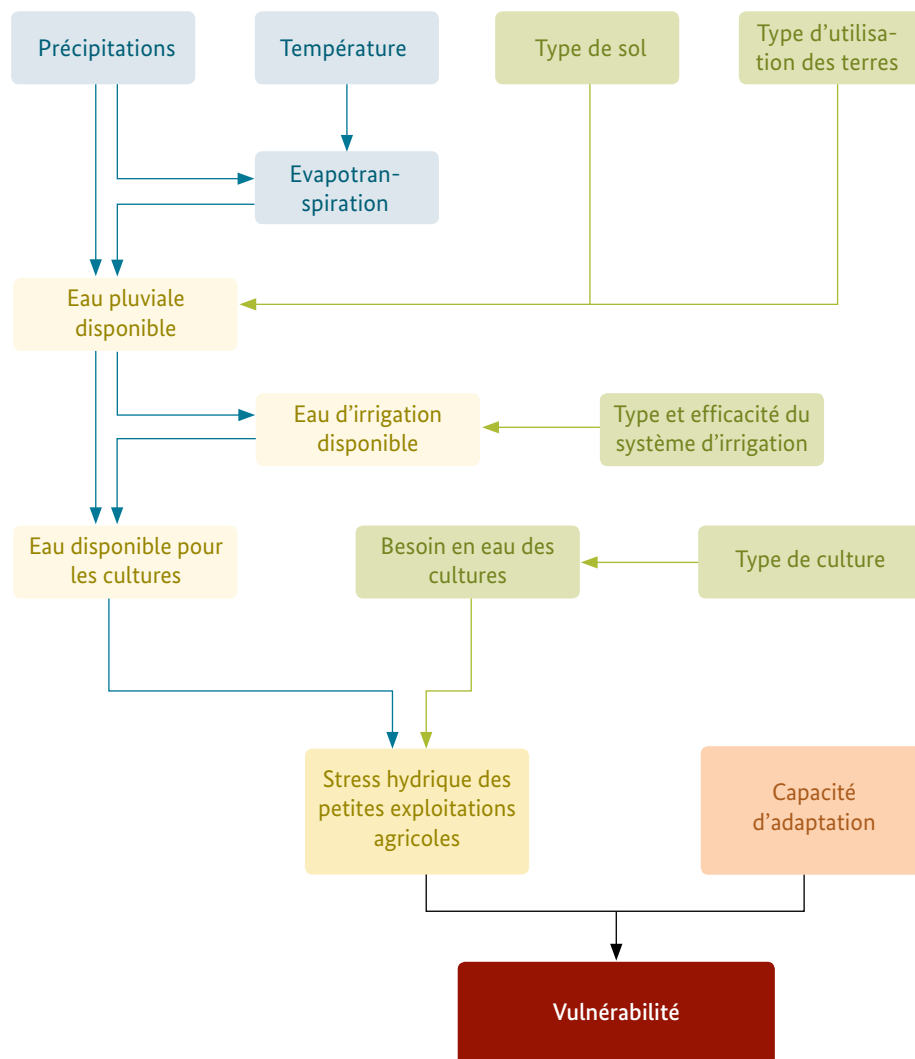 Précipitations
Température
Type de sol
Type d’utilisa-
tion des terres
Evapotran-
spiration
Eau pluviale
disponible
Eau d’irrigation
disponible
Type et efficacité du
système d’irrigation
Eau disponible pour
les cultures
Besoin en eau des
cultures
Type de culture
Stress hydrique des
petites exploitations
agricoles
Capacité
d’adaptation
Vulnérabilité